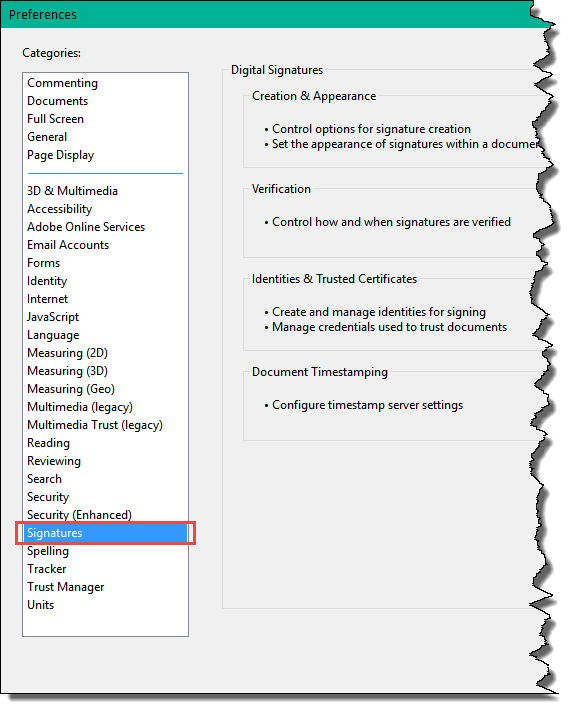 Preferences
Categories:
Commenting
Documents
Full Screen
General
Page Display
3D & Multimedia
Accessibility
Adobe Online Services
Email Accounts
Forms
Identity
Internet
JavaScript
Language
Measuring (2D)
Measuring (3D)
Measuring (Geo)
Multimedia (legacy)
Multimedia Trust (legacy)
Reading
Reviewing
Search
Security
Security (Enhanced)
Signatures
Spelling
Tracker
Trust Manager
Units
Digital Signatures
Creation & Appearance
• Control options for signature creation
• Set the appearance of signatures within a documen
Verification
• Control how and when signatures are verified
Identities & Trusted Certificates
• Create and manage identities for signing
• Manage credentials used to trust documents
Document Timestamping
• Configure timestamp server settings